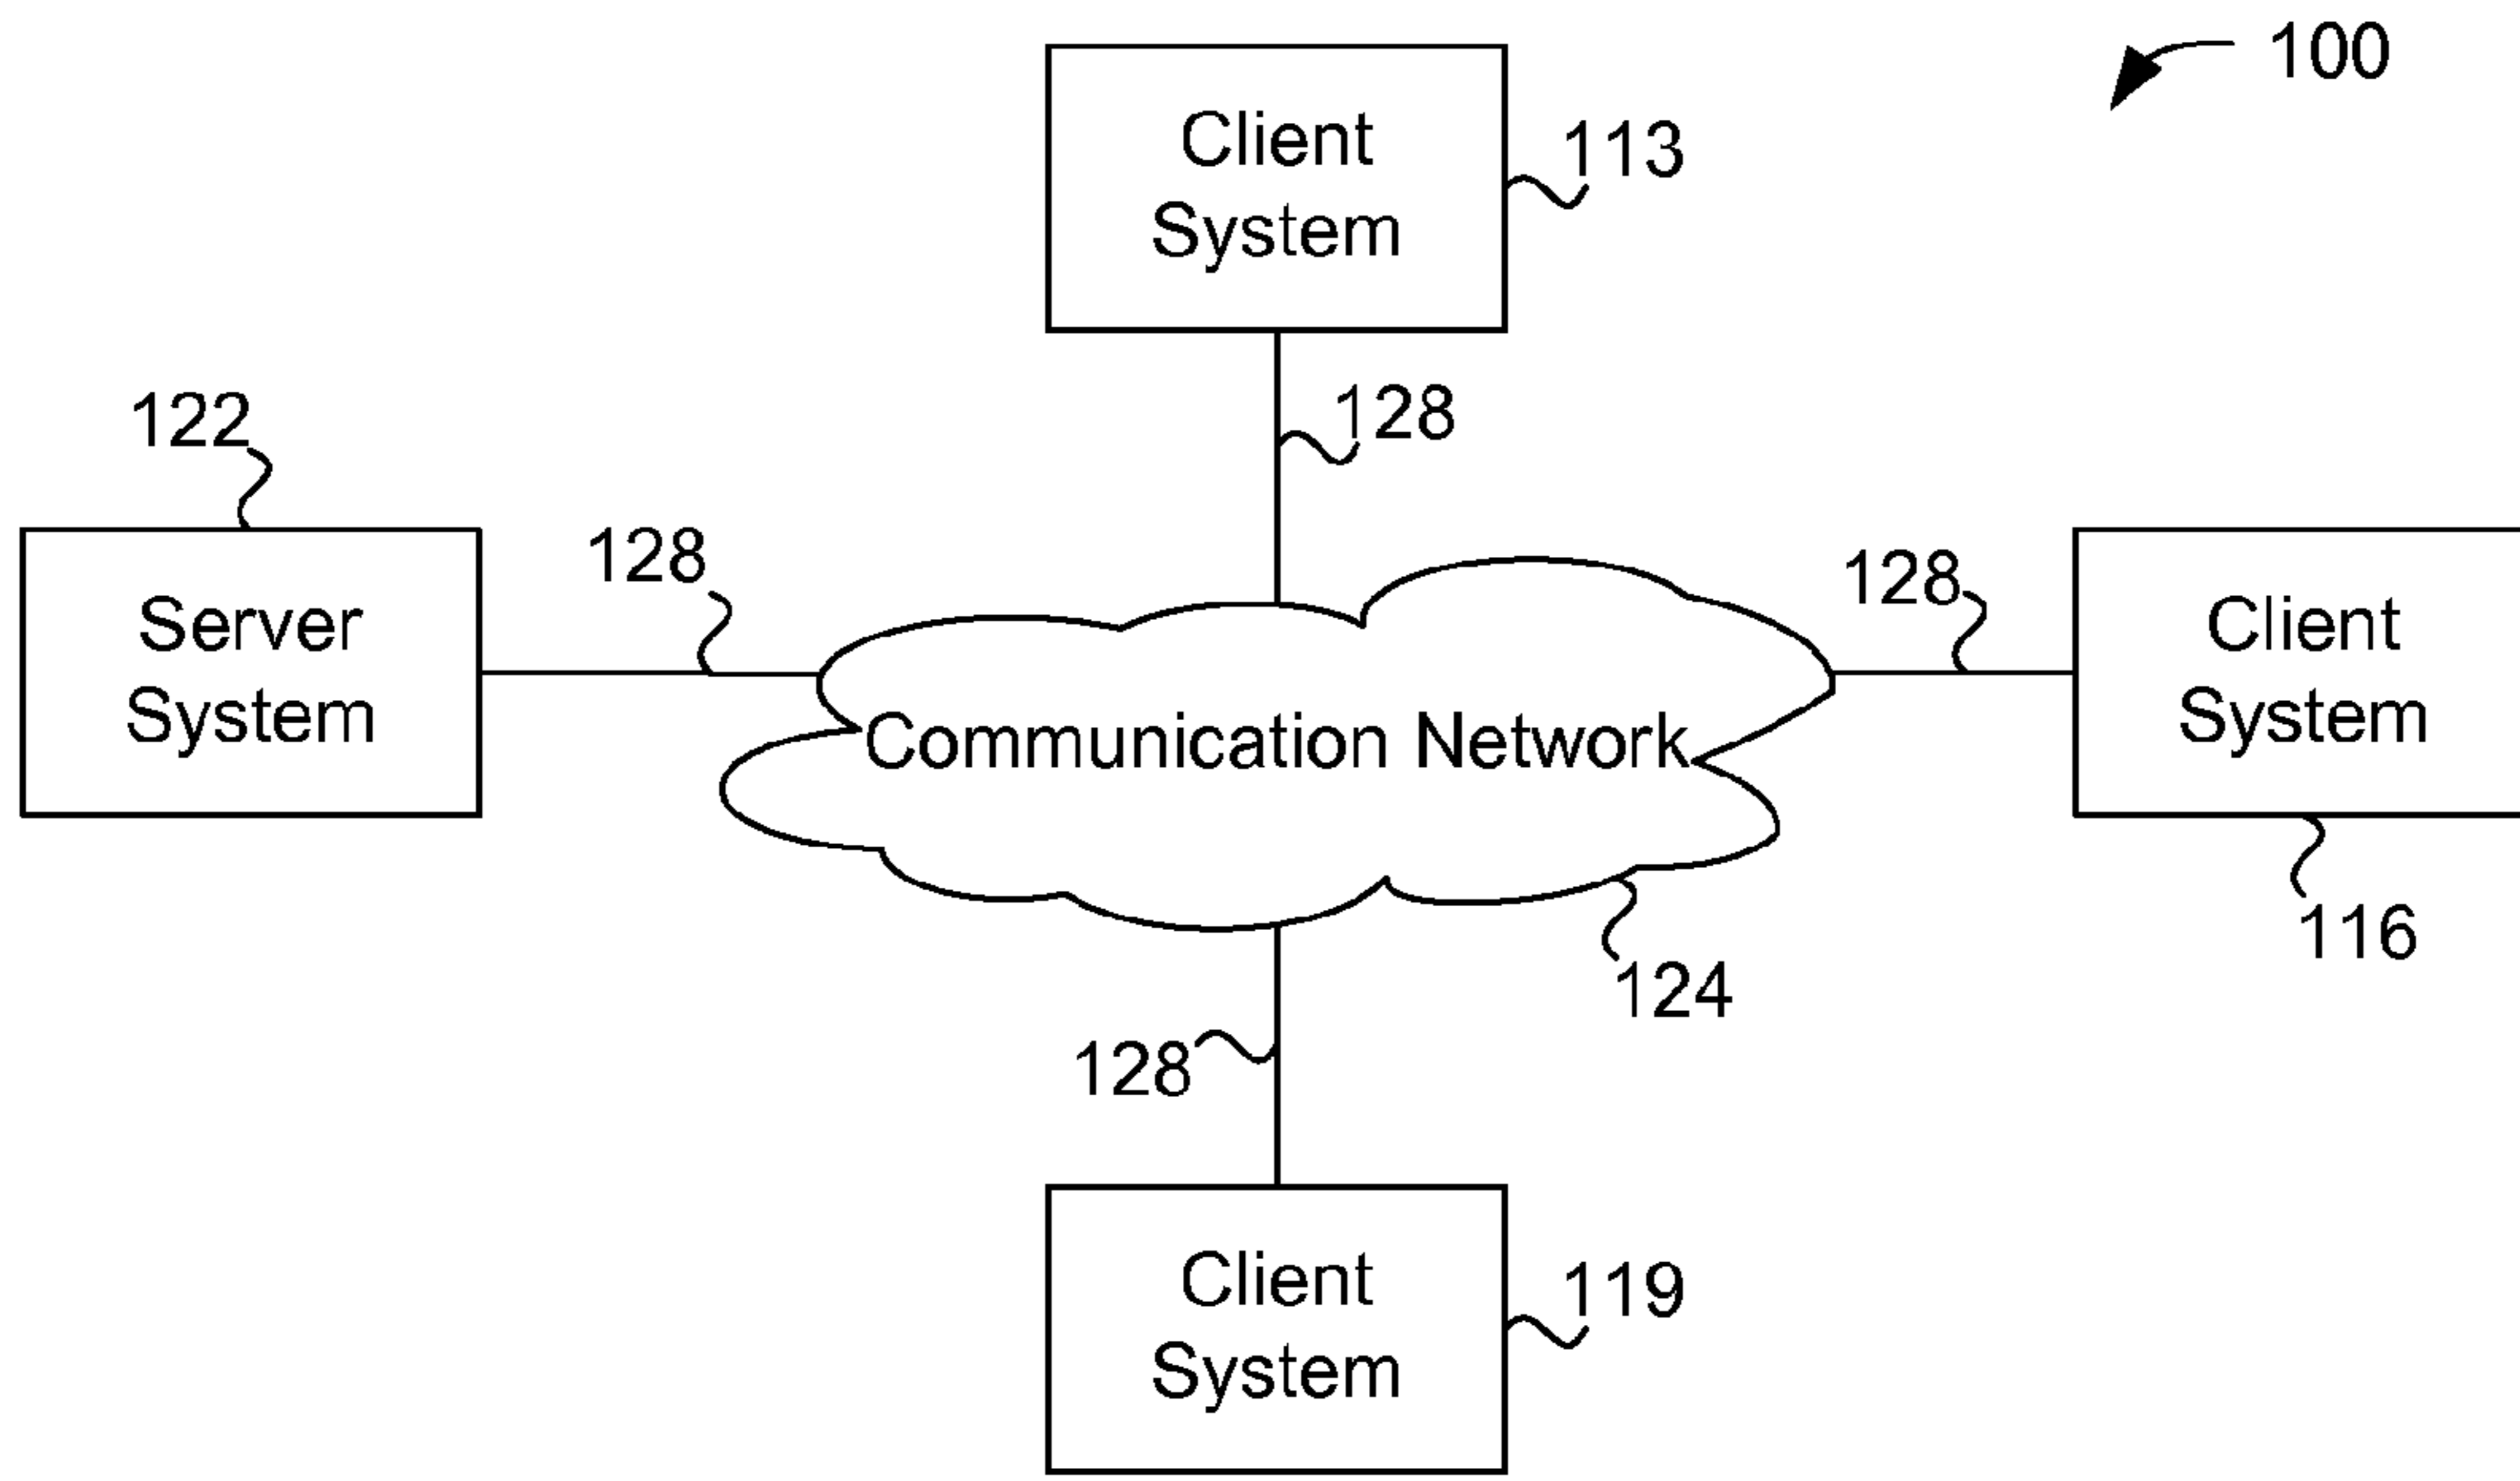 100
Client
System
113
128
122
Server
System
128
128
Client
System
Communication Network
116
124
128
Client
System
119